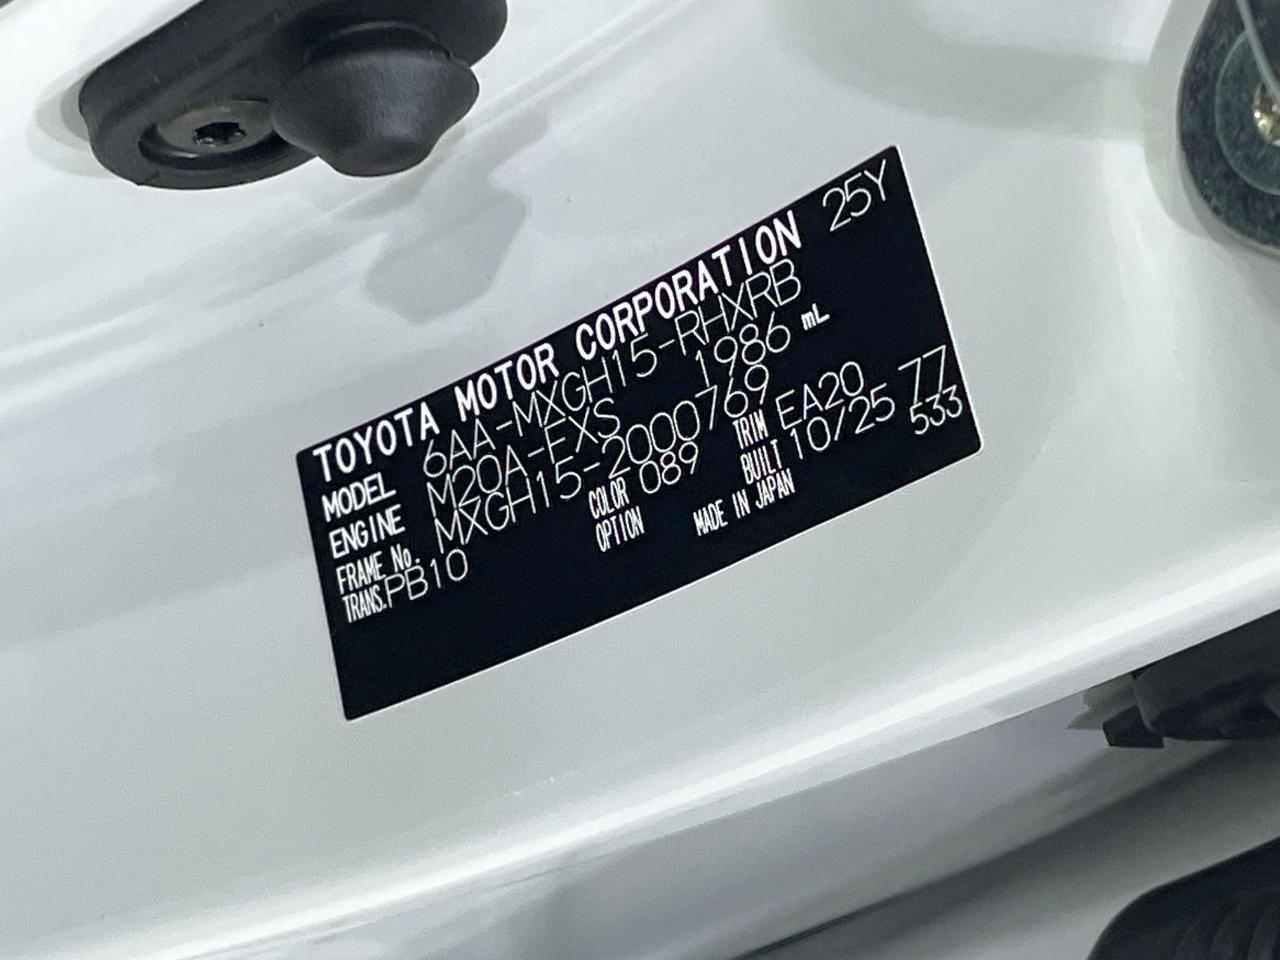 TOYOTA MOTOR CORPORATION 25Y
MODEL 6AA-MXGH15-RHXRB
ENGINE M20A-FXS 1986 mL
FRAME No. MXGH15-2000769
TRANS. PB10 COLOR 089 TRIM EA20 77
OPTION BUILT 10/25 533
MADE IN JAPAN